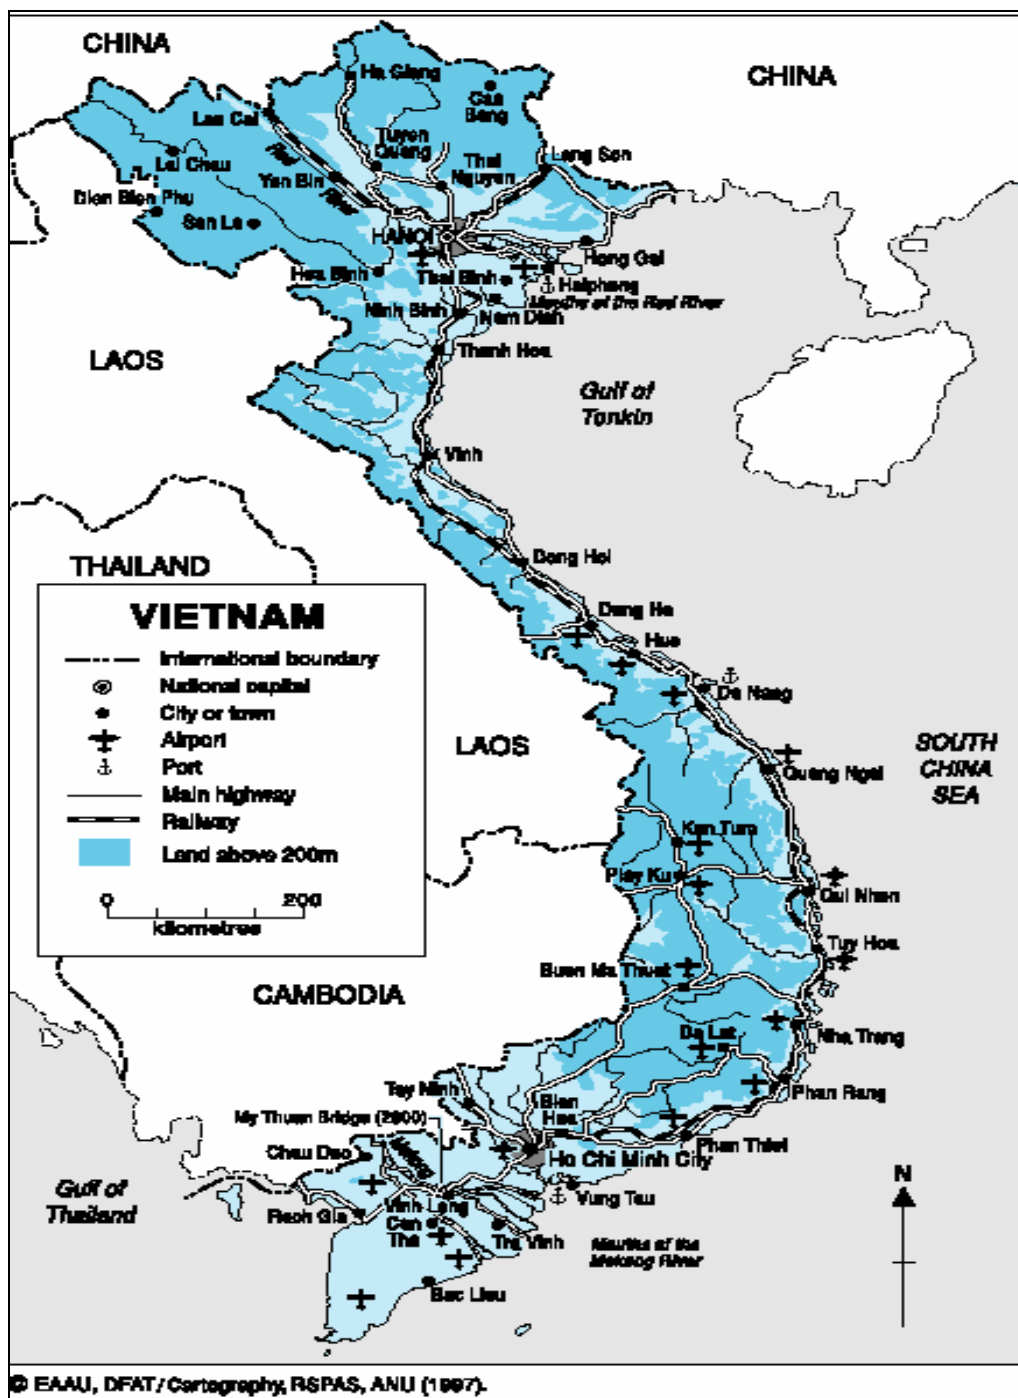 CHINA
CHINA
Ha Giang
Cao
Bang
Lao Cai
Tuyen
Quang
Lang Son
Lai Chau
Red
River
Thai
Nguyen
Yen Bin
Dien Bien Phu
Son La
HANOI
Hong Gai
Hoa Binh
Thai Binh
Haiphong
Mouths of the Red River
Ninh Binh
Nam Dinh
Thanh Hoa
LAOS
Gulf of
Tonkin
Vinh
Dong Hoi
THAILAND
Dong Ha
Hue
Da Nang
VIETNAM
International boundary
National capital
City or town
Airport
Port
Main highway
Railway
Land above 200m
0
200
kilometres
LAOS
SOUTH
CHINA
SEA
Quang Ngai
Kon Tum
Play Ku
Qui Nhon
Tuy Hoa
Buon Ma Thuot
CAMBODIA
Da Lat
Nha Trang
Tay Ninh
Bien
Hoa
Phan Rang
My Thuan Bridge (2000)
Phan Thiet
Chau Doc
Mekong
Ho Chi Minh City
Gulf of
Thailand
Vung Tau
Rach Gia
Vinh Long
Can
Tho
Tra Vinh
Mouths of the
Mekong River
Bac Lieu
N
© EAAU, DFAT/Cartography, RSPAS, ANU (1997).